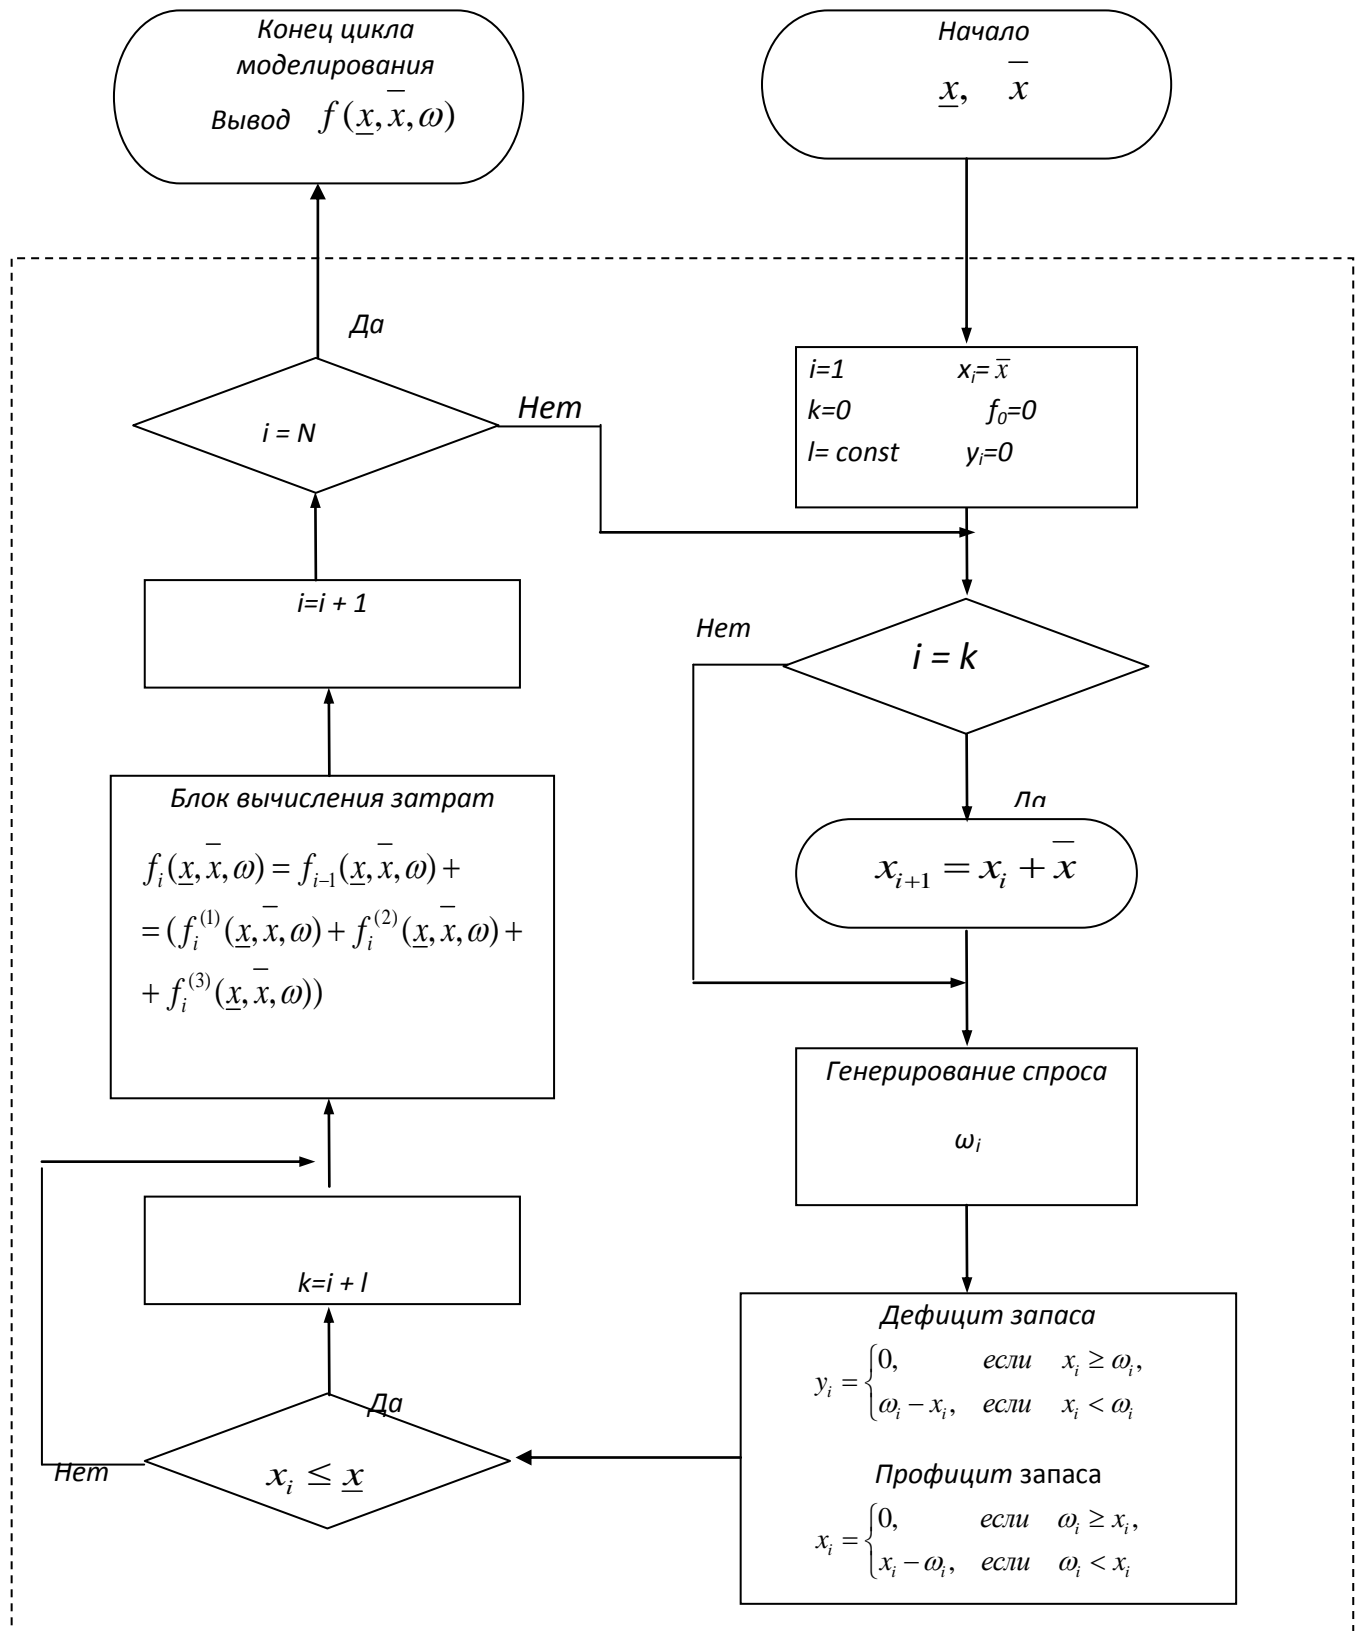 Конец цикла
моделирования
Вывод f(x̲, x̄, ω)
Начало
x̲, x̄
Да
i=1 xᵢ= x̄
k=0 f₀=0
l= const yᵢ=0
i = N
Нет
i=i + 1
Нет
i = k
Да
xᵢ₊₁ = xᵢ + x̄
Блок вычисления затрат
fᵢ(x̲, x̄, ω) = fᵢ₋₁(x̲, x̄, ω) +
= (fᵢ⁽¹⁾(x̲, x̄, ω) + fᵢ⁽²⁾(x̲, x̄, ω) +
+ fᵢ⁽³⁾(x̲, x̄, ω))
Генерирование спроса
ωᵢ
k=i + l
Дефицит запаса
yᵢ = {0, если xᵢ ≥ ωᵢ,
ωᵢ − xᵢ, если xᵢ < ωᵢ
Профицит запаса
xᵢ = {0, если ωᵢ ≥ xᵢ,
xᵢ − ωᵢ, если ωᵢ < xᵢ
Да
Нет
xᵢ ≤ x̲